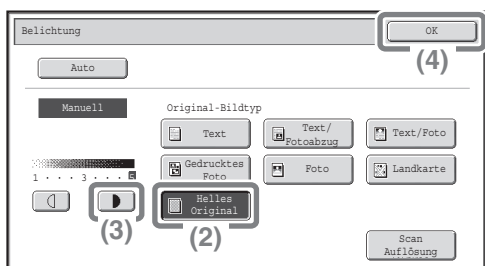 Belichtung
OK
(4)
Auto
Manuell
Original-Bildtyp
Text
Text/
Fotoabzug
Text/Foto
Gedrucktes
Foto
Foto
Landkarte
1 · · · 3 · · · 5
(3)
Helles
Original
(2)
Scan
Auflösung